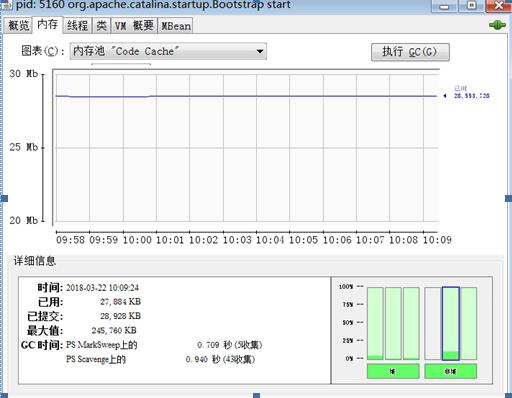 pid: 5160 org.apache.catalina.startup.Bootstrap start
概览 内存 线程 类 VM 概要 MBean
图表(C): 内存池 "Code Cache" 执行 GC(G)
30 Mb
25 Mb
20 Mb
已用
28,553,728
09:58 09:59 10:00 10:01 10:02 10:03 10:04 10:05 10:06 10:07 10:08 10:09
详细信息
时间: 2018-03-22 10:09:24
已用: 27,884 KB
已提交: 28,928 KB
最大值: 245,760 KB
GC 时间: PS MarkSweep上的 0.709 秒 (5收集)
PS Scavenge上的 0.940 秒 (43收集)
100%
75%
50%
25%
0%
堆 非堆